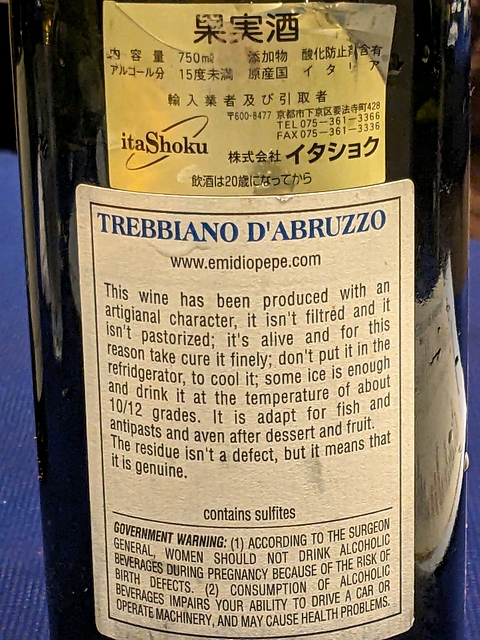 果実酒
内容量 750ml 添加物 酸化防止剤含有
アルコール分 15度未満 原産国 イタリア
輸入業者及び引取者
〒600-8477 京都市下京区要法寺町428
TEL 075-361-3366
FAX 075-361-3336
itaShoku
株式会社 イタショク
飲酒は20歳になってから
TREBBIANO D'ABRUZZO
www.emidiopepe.com
This wine has been produced with an
artigianal character, it isn't filtred and it
isn't pastorized; it's alive and for this
reason take cure it finely; don't put it in the
refridgerator, to cool it; some ice is enough
and drink it at the temperature of about
10/12 grades. It is adapt for fish and
antipasts and aven after dessert and fruit.
The residue isn't a defect, but it means that
it is genuine.
contains sulfites
GOVERNMENT WARNING: (1) ACCORDING TO THE SURGEON
GENERAL, WOMEN SHOULD NOT DRINK ALCOHOLIC
BEVERAGES DURING PREGNANCY BECAUSE OF THE RISK OF
BIRTH DEFECTS. (2) CONSUMPTION OF ALCOHOLIC
BEVERAGES IMPAIRS YOUR ABILITY TO DRIVE A CAR OR
OPERATE MACHINERY, AND MAY CAUSE HEALTH PROBLEMS.